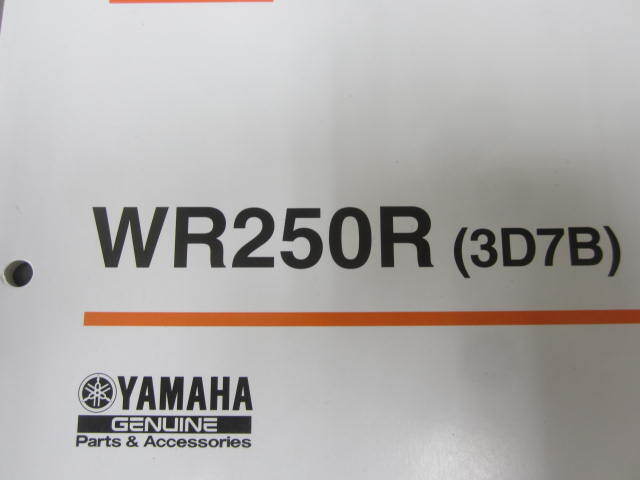 WR250R (3D7B)
YAMAHA
GENUINE
Parts & Accessories